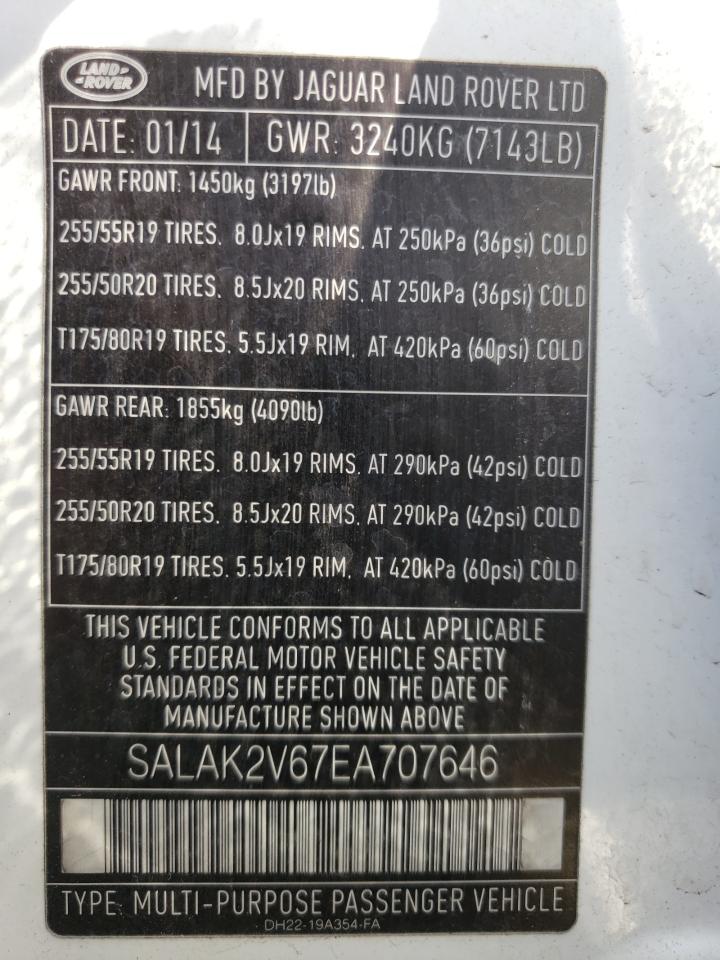 LAND ROVER
MFD BY JAGUAR LAND ROVER LTD
DATE: 01/14 GWR: 3240KG (7143LB)
GAWR FRONT: 1450kg (3197lb)
255/55R19 TIRES. 8.0Jx19 RIMS. AT 250kPa (36psi) COLD
255/50R20 TIRES. 8.5Jx20 RIMS. AT 250kPa (36psi) COLD
T175/80R19 TIRES. 5.5Jx19 RIM, AT 420kPa (60psi) COLD
GAWR REAR: 1855kg (4090lb)
255/55R19 TIRES. 8.0Jx19 RIMS. AT 290kPa (42psi) COLD
255/50R20 TIRES. 8.5Jx20 RIMS. AT 290kPa (42psi) COLD
T175/80R19 TIRES. 5.5Jx19 RIM, AT 420kPa (60psi) COLD
THIS VEHICLE CONFORMS TO ALL APPLICABLE
U.S. FEDERAL MOTOR VEHICLE SAFETY
STANDARDS IN EFFECT ON THE DATE OF
MANUFACTURE SHOWN ABOVE
SALAK2V67EA707646
TYPE: MULTI-PURPOSE PASSENGER VEHICLE
DH22-19A354-FA